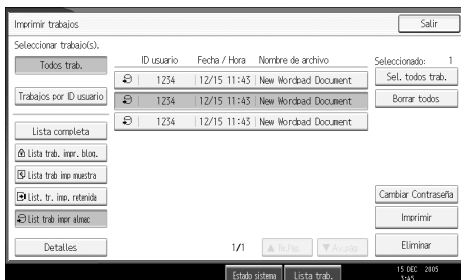 Imprimir trabajos
Salir
Seleccionar trabajo(s).
Todos trab.
ID usuario Fecha / Hora Nombre de archivo
Seleccionado: 1
1234 12/15 11:43 New Wordpad Document
Sel. todos trab.
Trabajos por ID usuario
1234 12/15 11:43 New Wordpad Document
Borrar todos
1234 12/15 11:43 New Wordpad Document
Lista completa
Lista trab. impr. bloq.
Lista trab imp muestra
List. tr. imp. retenida
Cambiar Contraseña
List trab impr almac
Imprimir
Detalles
1/1
Eliminar
Estado sistema
Lista trab.
15 DEC 2005
3:45